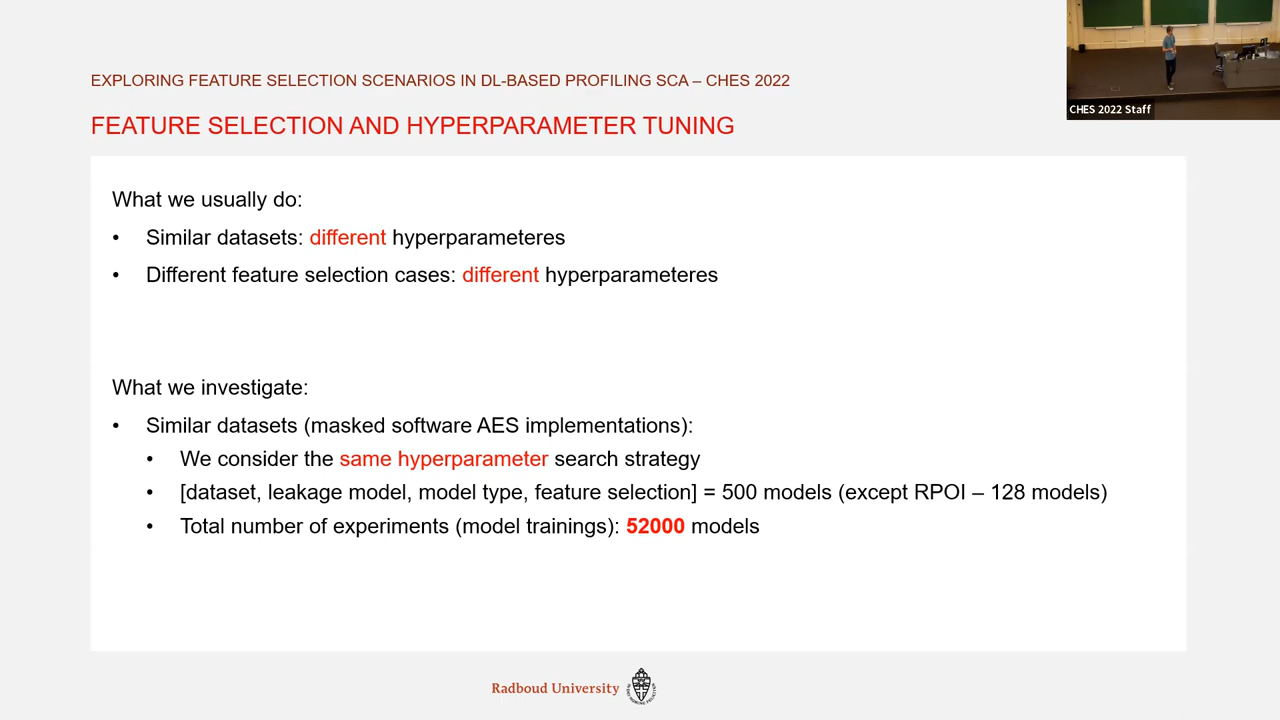 EXPLORING FEATURE SELECTION SCENARIOS IN DL-BASED PROFILING SCA – CHES 2022
CHES 2022 Staff
FEATURE SELECTION AND HYPERPARAMETER TUNING
What we usually do:
• Similar datasets: different hyperparameteres
• Different feature selection cases: different hyperparameteres
What we investigate:
• Similar datasets (masked software AES implementations):
• We consider the same hyperparameter search strategy
• [dataset, leakage model, model type, feature selection] = 500 models (except RPOI – 128 models)
• Total number of experiments (model trainings): 52000 models
Radboud University